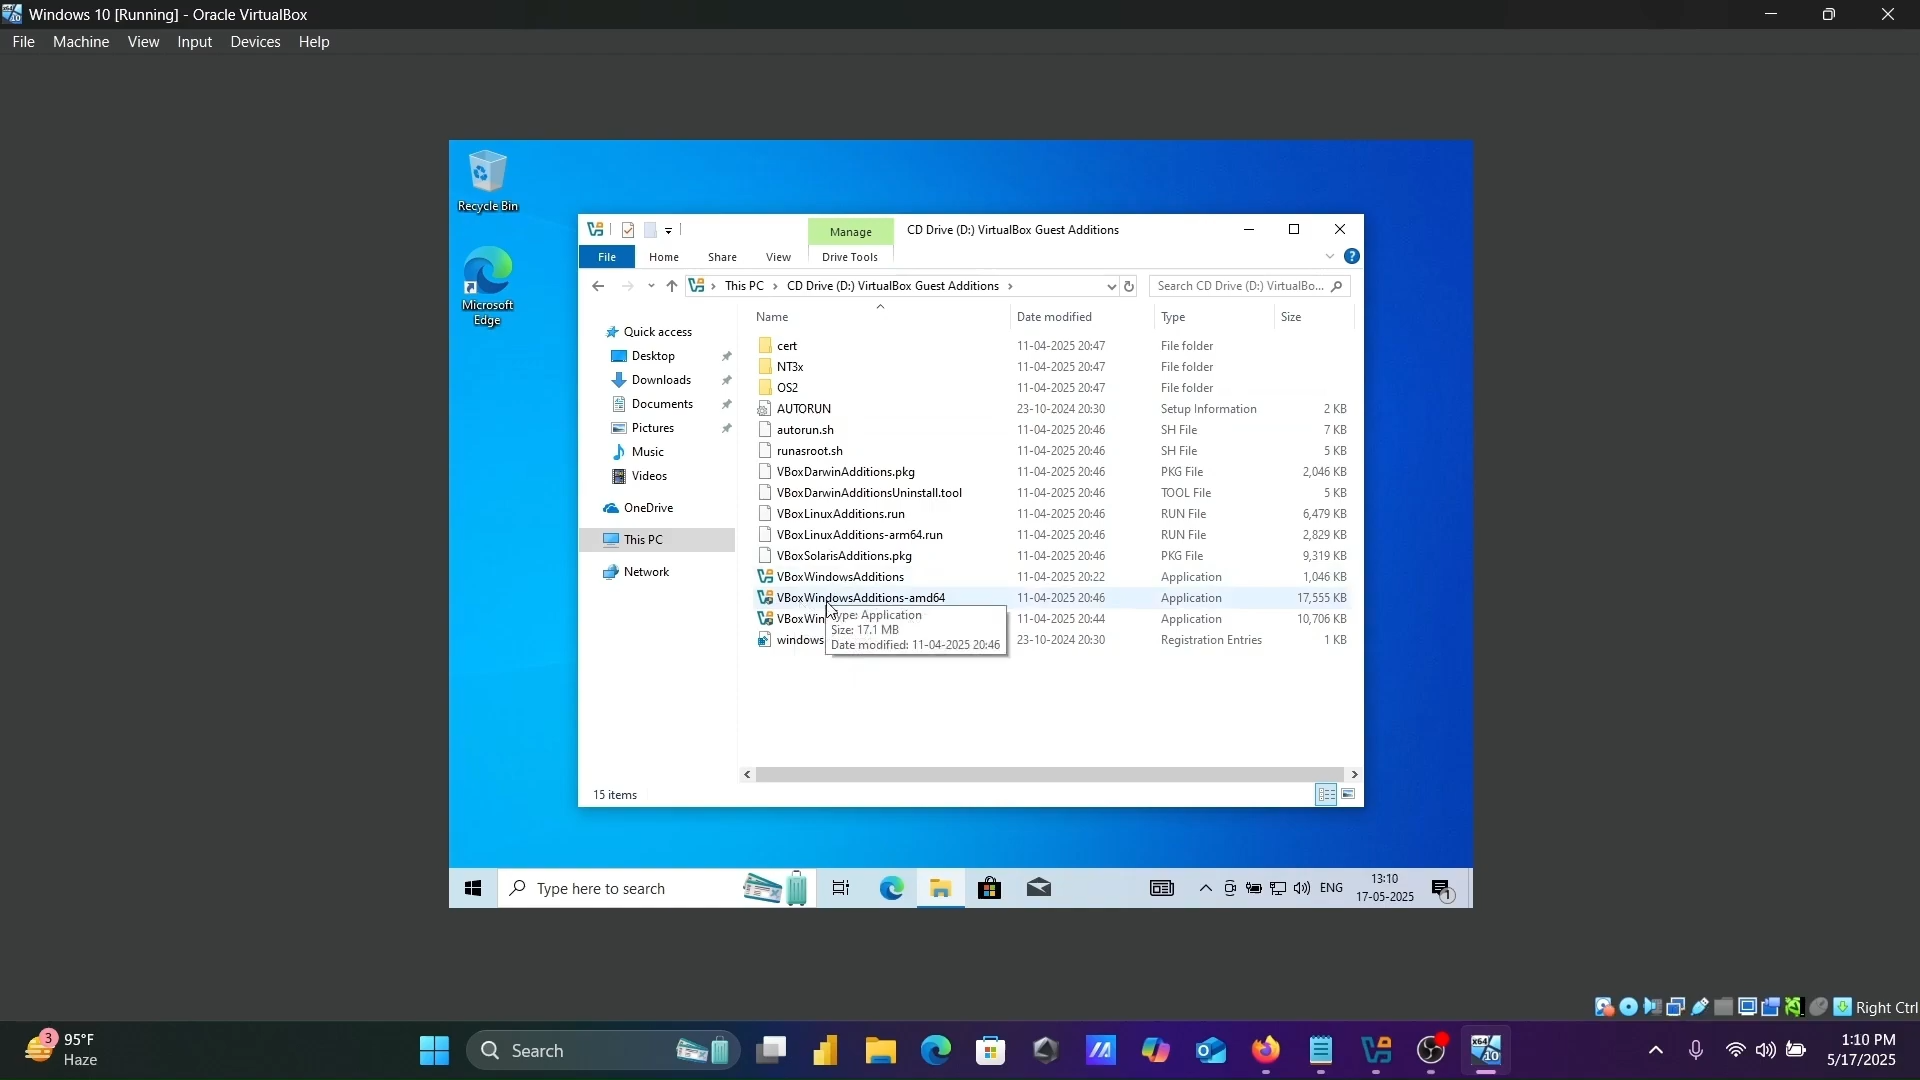 Windows 10 [Running] - Oracle VirtualBox
File Machine View Input Devices Help
Recycle Bin
Microsoft
Edge
Manage
CD Drive (D:) VirtualBox Guest Additions
File Home Share View Drive Tools
This PC CD Drive (D:) VirtualBox Guest Additions
Search CD Drive (D:) VirtualBo...
Name Date modified Type Size
Quick access
Desktop
Downloads
Documents
Pictures
Music
Videos
OneDrive
This PC
Network
cert 11-04-2025 20:47 File folder
NT3x 11-04-2025 20:47 File folder
OS2 11-04-2025 20:47 File folder
AUTORUN 23-10-2024 20:30 Setup Information 2 KB
autorun.sh 11-04-2025 20:46 SH File 7 KB
runasroot.sh 11-04-2025 20:46 SH File 5 KB
VBoxDarwinAdditions.pkg 11-04-2025 20:46 PKG File 2,046 KB
VBoxDarwinAdditionsUninstall.tool 11-04-2025 20:46 TOOL File 5 KB
VBoxLinuxAdditions.run 11-04-2025 20:46 RUN File 6,479 KB
VBoxLinuxAdditions-arm64.run 11-04-2025 20:46 RUN File 2,829 KB
VBoxSolarisAdditions.pkg 11-04-2025 20:46 PKG File 9,319 KB
VBoxWindowsAdditions 11-04-2025 20:22 Application 1,046 KB
VBoxWindowsAdditions-amd64 11-04-2025 20:46 Application 17,555 KB
VBoxWin 11-04-2025 20:44 Application 10,706 KB
windows 23-10-2024 20:30 Registration Entries 1 KB
Type: Application
Size: 17.1 MB
Date modified: 11-04-2025 20:46
15 items
Type here to search
ENG
13:10
17-05-2025
1
Right Ctrl
3
95°F
Haze
Search
x64
10
1:10 PM
5/17/2025